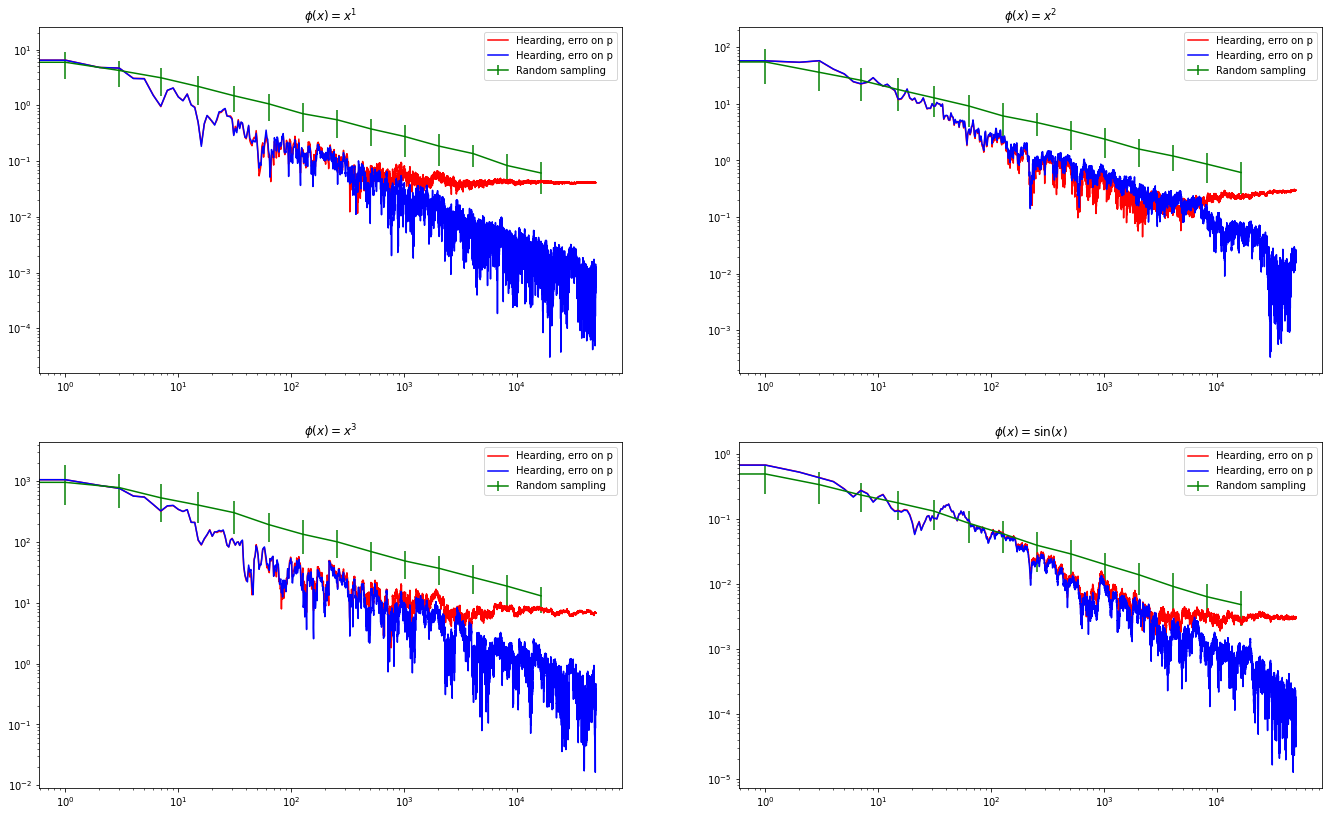 ϕ(x) = x¹
Hearding, erro on p
Hearding, erro on p
Random sampling
10¹
10⁰
10⁻¹
10⁻²
10⁻³
10⁻⁴
10⁰ 10¹ 10² 10³ 10⁴
ϕ(x) = x²
Hearding, erro on p
Hearding, erro on p
Random sampling
10²
10¹
10⁰
10⁻¹
10⁻²
10⁻³
10⁰ 10¹ 10² 10³ 10⁴
ϕ(x) = x³
Hearding, erro on p
Hearding, erro on p
Random sampling
10³
10²
10¹
10⁰
10⁻¹
10⁻²
10⁰ 10¹ 10² 10³ 10⁴
ϕ(x) = sin(x)
Hearding, erro on p
Hearding, erro on p
Random sampling
10⁰
10⁻¹
10⁻²
10⁻³
10⁻⁴
10⁻⁵
10⁰ 10¹ 10² 10³ 10⁴